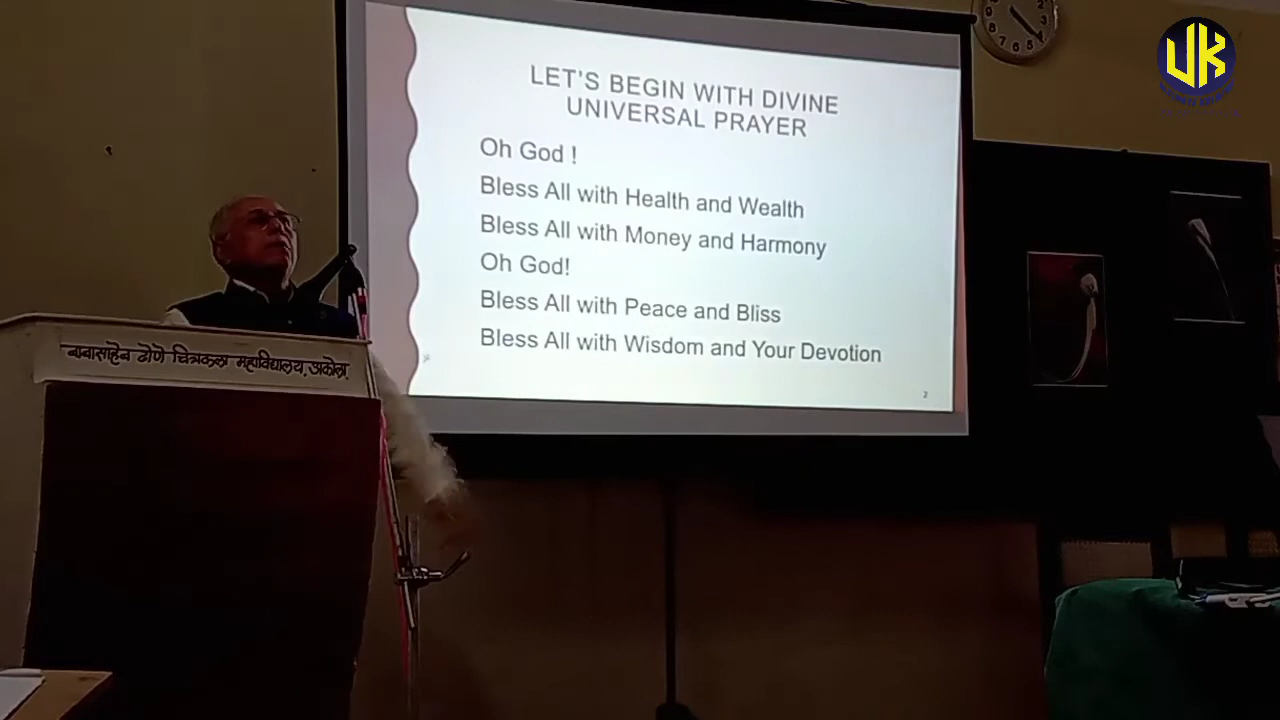 LET'S BEGIN WITH DIVINE
UNIVERSAL PRAYER
Oh God !
Bless All with Health and Wealth
Bless All with Money and Harmony
Oh God!
Bless All with Peace and Bliss
Bless All with Wisdom and Your Devotion
2
बाबासाहेब ढोणे चित्रकला महाविद्यालय, अकोला.
UK